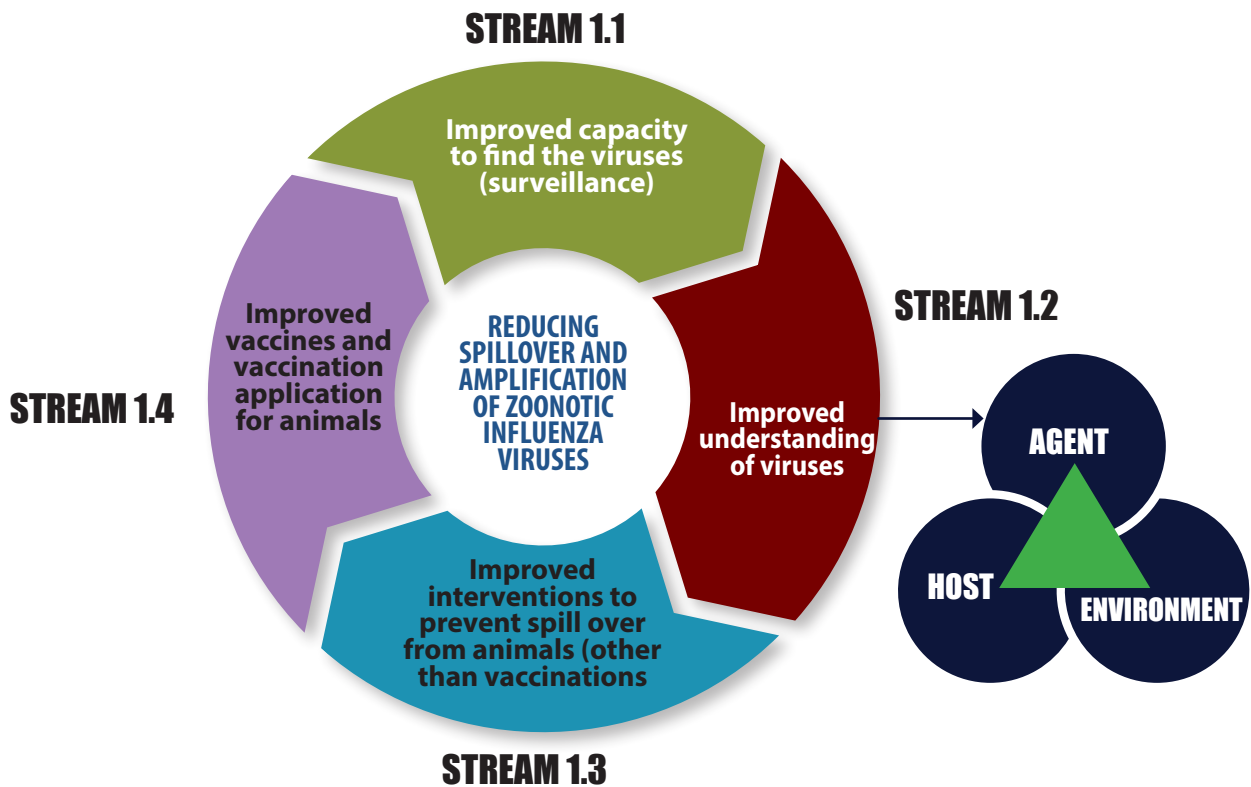 STREAM 1.1
Improved capacity
to find the viruses
(surveillance)
STREAM 1.2
Improved
understanding
of viruses
AGENT
HOST
ENVIRONMENT
STREAM 1.3
Improved
interventions to
prevent spill over
from animals (other
than vaccinations
STREAM 1.4
Improved
vaccines and
vaccination
application
for animals
REDUCING
SPILLOVER AND
AMPLIFICATION
OF ZOONOTIC
INFLUENZA
VIRUSES